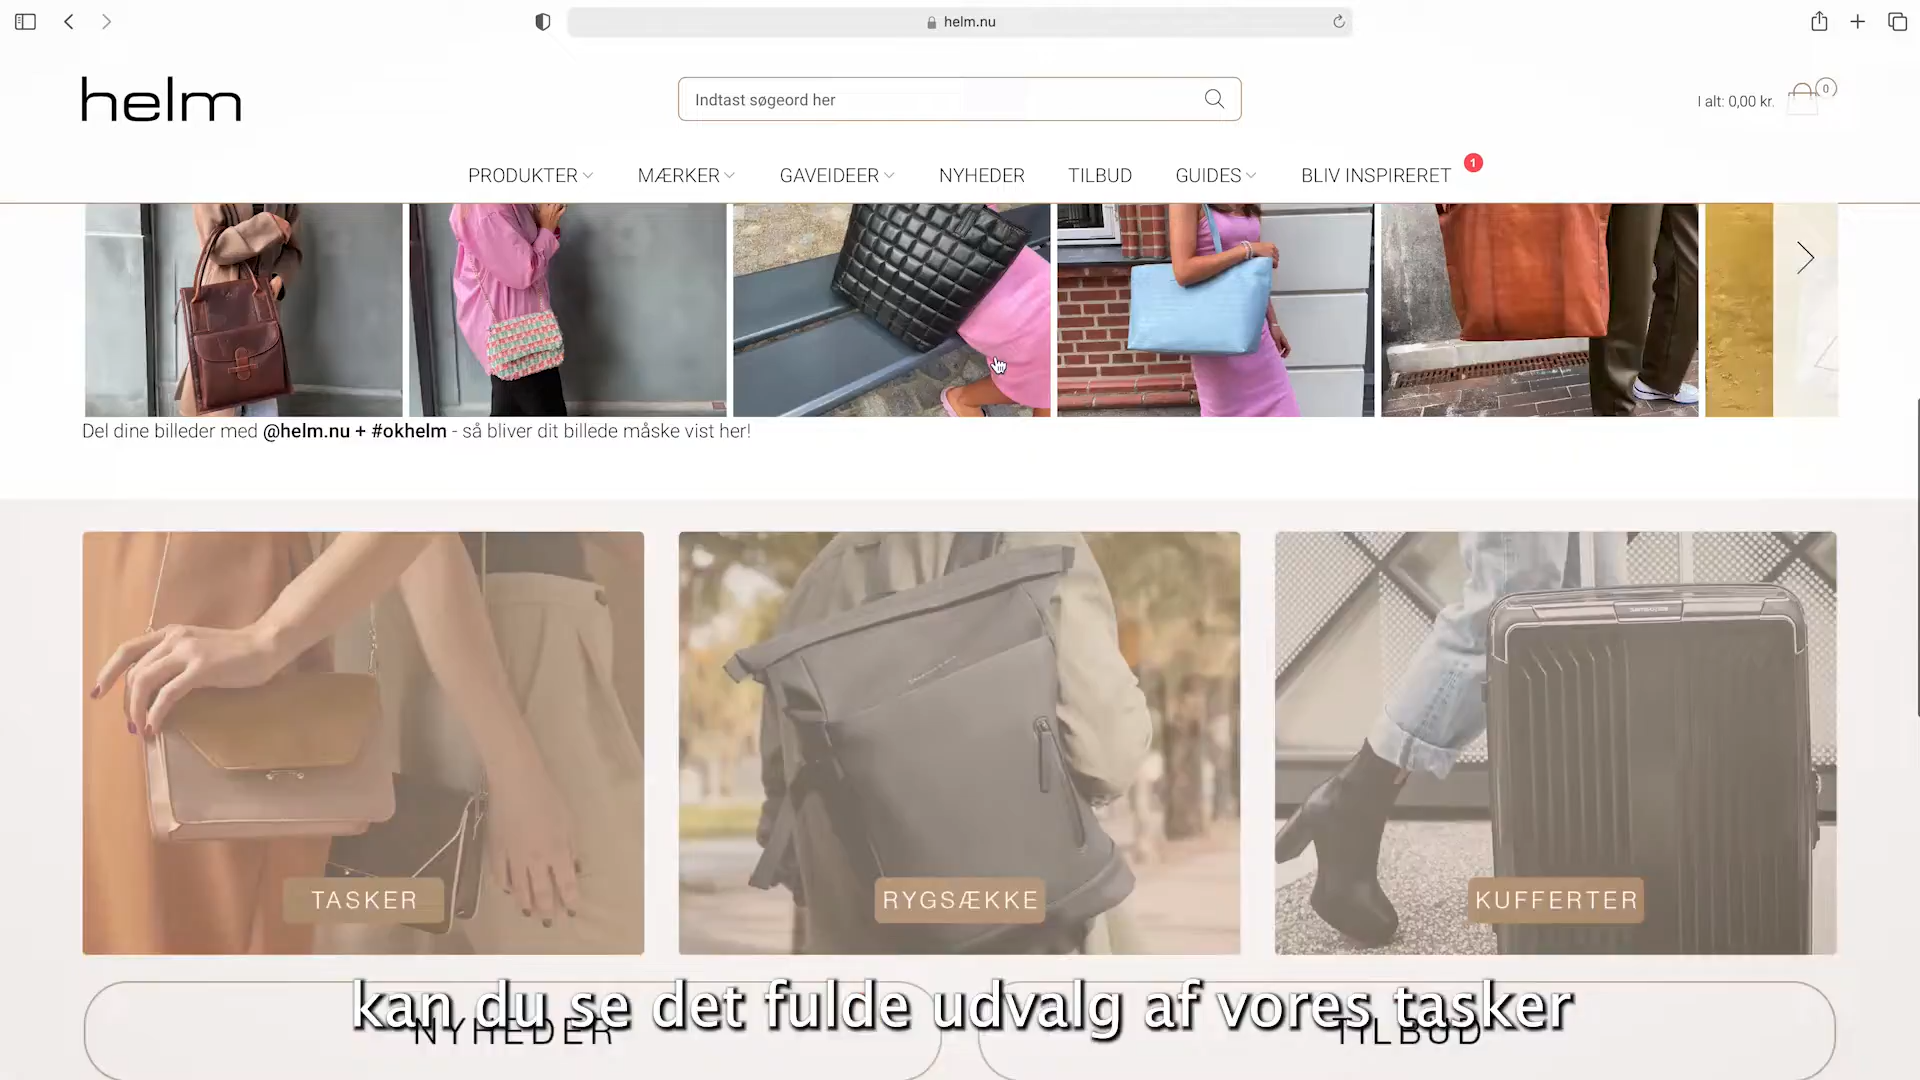 helm.nu
helm
Indtast søgeord her
I alt: 0,00 kr.
0
PRODUKTER
MÆRKER
GAVEIDEER
NYHEDER
TILBUD
GUIDES
BLIV INSPIRERET
1
Del dine billeder med @helm.nu + #okhelm - så bliver dit billede måske vist her!
TASKER
RYGSÆKKE
KUFFERTER
NYHEDER
TILBUD
kan du se det fulde udvalg af vores tasker